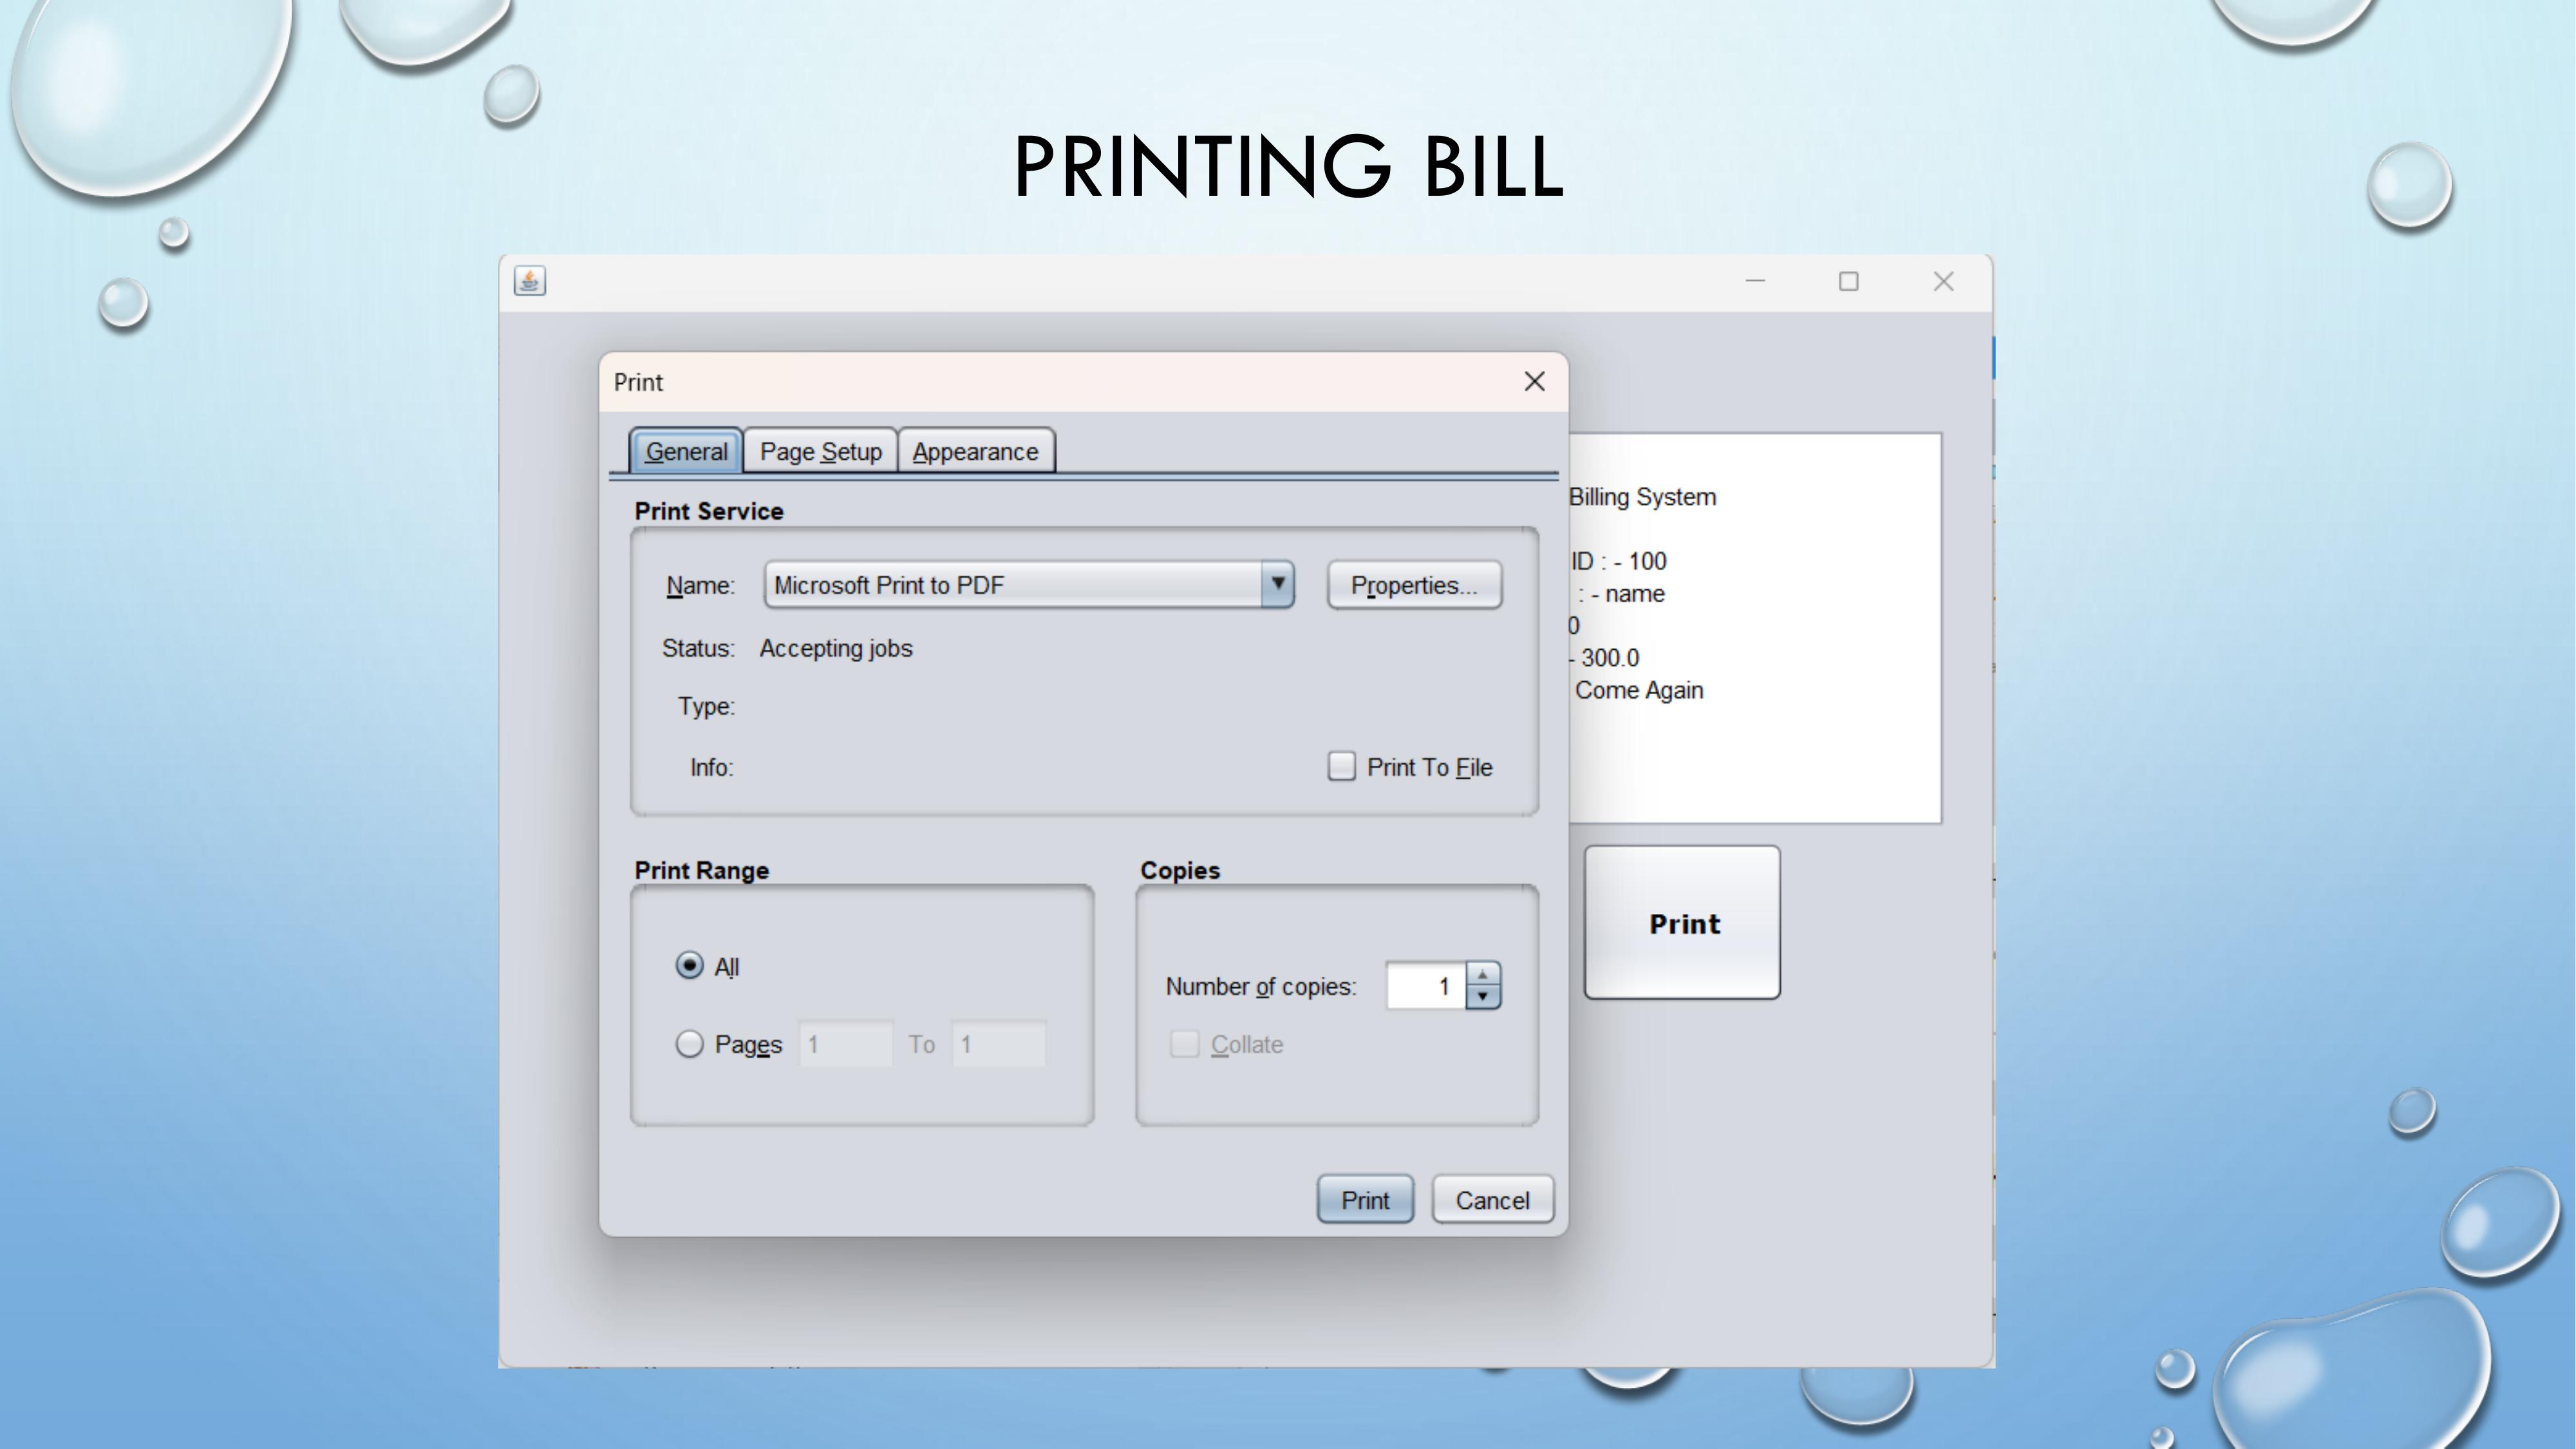 PRINTING BILL
Print
General Page Setup Appearance
Print Service
Name: Microsoft Print to PDF Properties...
Status: Accepting jobs
Type:
Info: Print To File
Print Range
All
Pages 1 To 1
Copies
Number of copies: 1
Collate
Print Cancel
Billing System
ID : - 100
: - name
0
- 300.0
Come Again
Print